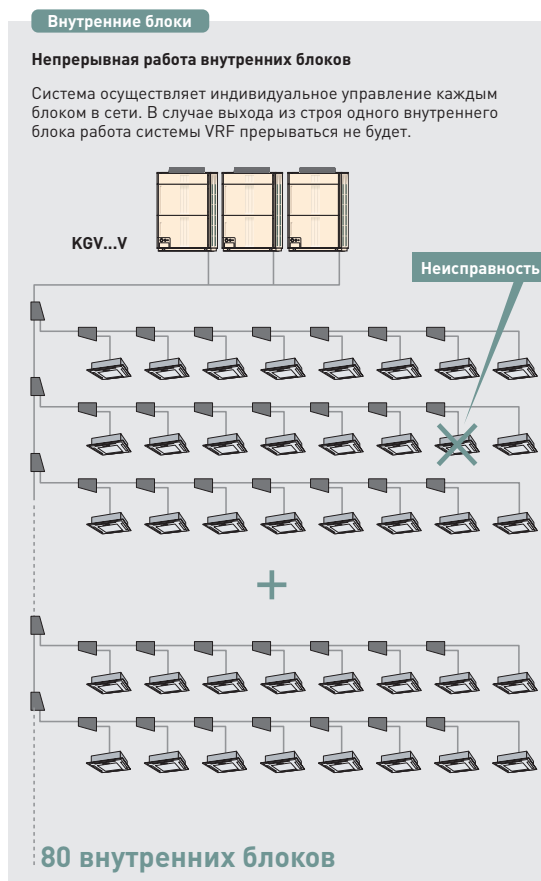 Внутренние блоки
Непрерывная работа внутренних блоков
Система осуществляет индивидуальное управление каждым
блоком в сети. В случае выхода из строя одного внутреннего
блока работа системы VRF прерываться не будет.
KGV...V
Неисправность
+
80 внутренних блоков